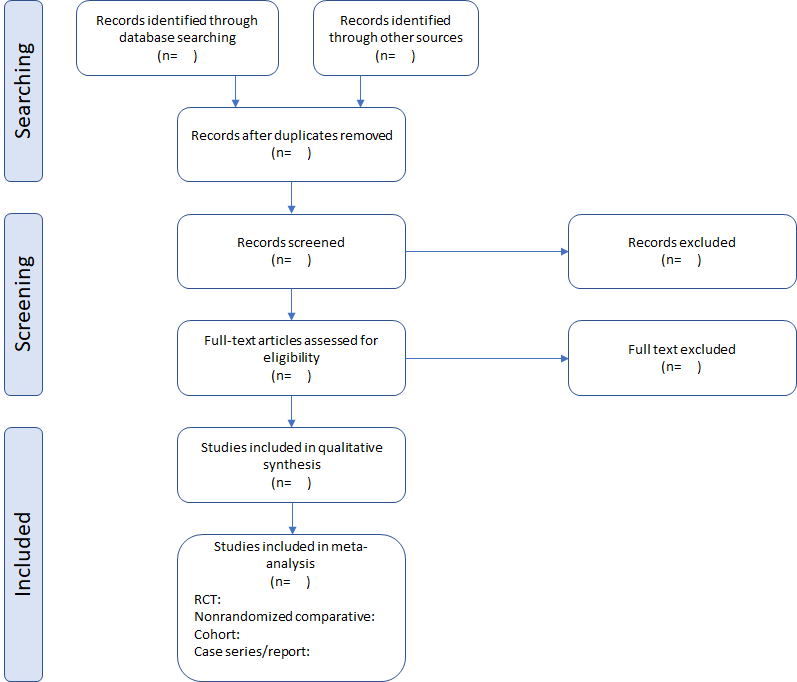 Searching
Records identified through
database searching
(n=    )
Records identified
through other sources
(n=    )
Records after duplicates removed
(n=    )
Screening
Records screened
(n=    )
Records excluded
(n=    )
Full-text articles assessed for
eligibility
(n=    )
Full text excluded
(n=    )
Included
Studies included in qualitative
synthesis
(n=    )
Studies included in meta-
analysis
(n=    )
RCT:
Nonrandomized comparative:
Cohort:
Case series/report: